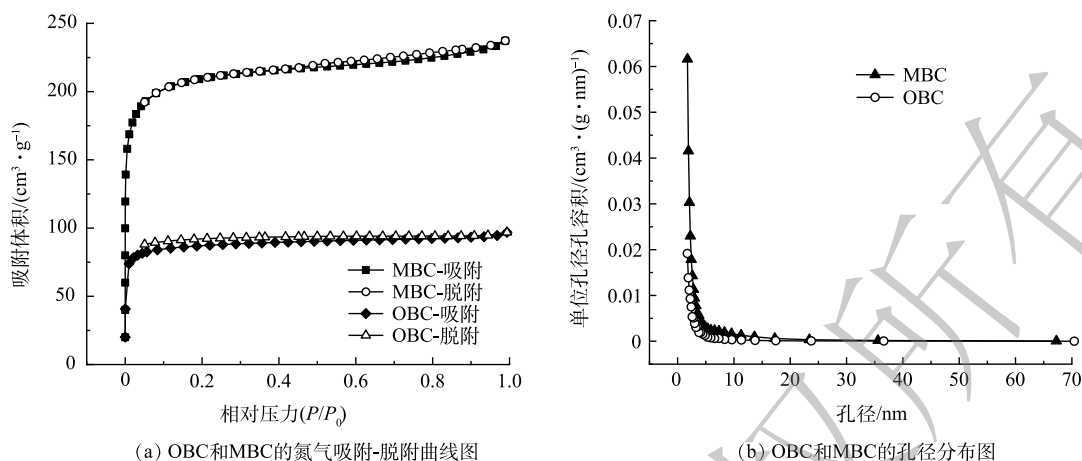 250
200
150
100
50
0
吸附体积/(cm³·g⁻¹)
MBC-吸附
MBC-脱附
OBC-吸附
OBC-脱附
0 0.2 0.4 0.6 0.8 1.0
相对压力(P/P₀)
(a) OBC和MBC的氮气吸附-脱附曲线图
0.07
0.06
0.05
0.04
0.03
0.02
0.01
0
单位孔径孔容积/(cm³·(g·nm)⁻¹)
MBC
OBC
0 10 20 30 40 50 60 70
孔径/nm
(b) OBC和MBC的孔径分布图
权所有